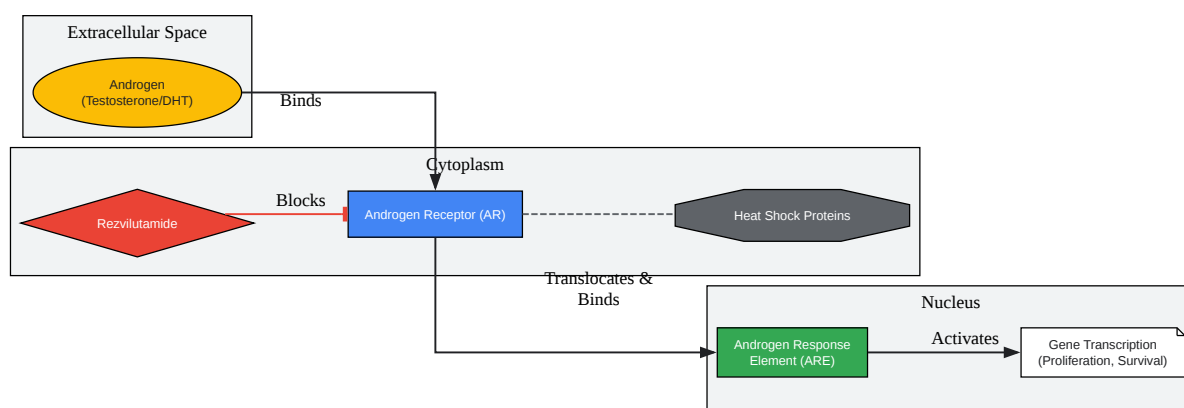 Extracellular Space
Androgen
(Testosterone/DHT)
Binds
Cytoplasm
Rezvilutamide
Blocks
Androgen Receptor (AR)
Heat Shock Proteins
Translocates &
Binds
Nucleus
Androgen Response
Element (ARE)
Activates
Gene Transcription
(Proliferation, Survival)